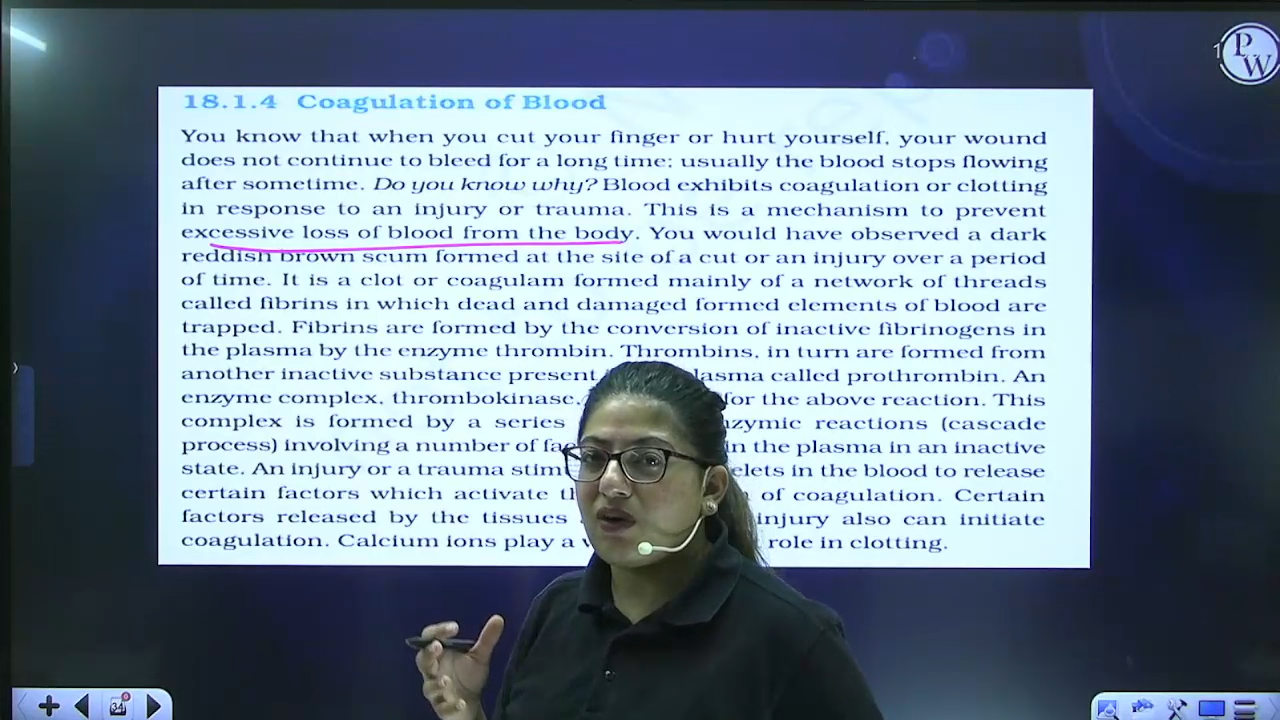 PW
18.1.4 Coagulation of Blood
You know that when you cut your finger or hurt yourself, your wound
does not continue to bleed for a long time; usually the blood stops flowing
after sometime. Do you know why? Blood exhibits coagulation or clotting
in response to an injury or trauma. This is a mechanism to prevent
excessive loss of blood from the body. You would have observed a dark
reddish brown scum formed at the site of a cut or an injury over a period
of time. It is a clot or coagulam formed mainly of a network of threads
called fibrins in which dead and damaged formed elements of blood are
trapped. Fibrins are formed by the conversion of inactive fibrinogens in
the plasma by the enzyme thrombin. Thrombins, in turn are formed from
another inactive substance present lasma called prothrombin. An
enzyme complex, thrombokinase, for the above reaction. This
complex is formed by a series nzymic reactions (cascade
process) involving a number of fac in the plasma in an inactive
state. An injury or a trauma stim elets in the blood to release
certain factors which activate th of coagulation. Certain
factors released by the tissues injury also can initiate
coagulation. Calcium ions play a v role in clotting.
34